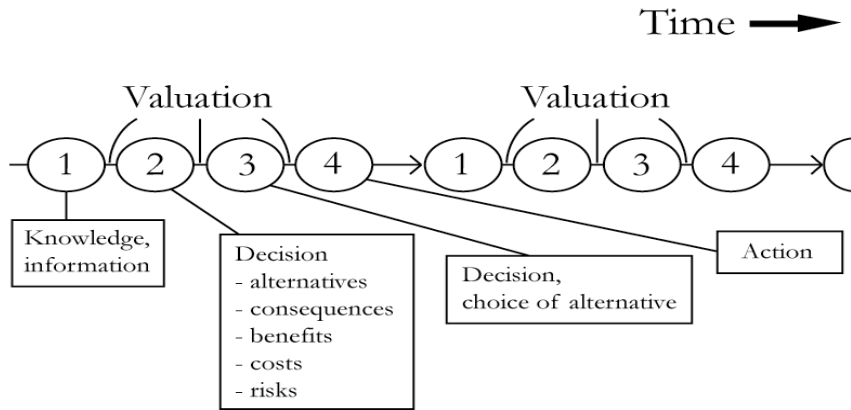 Time
Valuation
Valuation
1
2
3
4
1
2
3
4
Knowledge,
information
Decision
- alternatives
- consequences
- benefits
- costs
- risks
Decision,
choice of alternative
Action